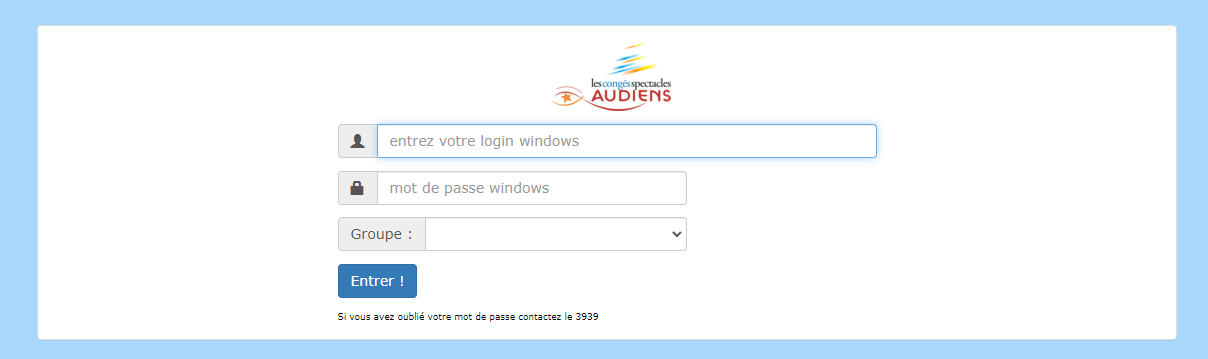 les congés spectacles
AUDIENS
entrez votre login windows
mot de passe windows
Groupe :
Entrer !
Si vous avez oublié votre mot de passe contactez le 3939